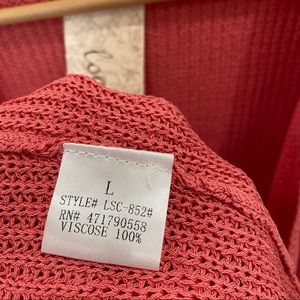 L
STYLE# LSC-852#
RN# 471790558
VISCOSE 100%